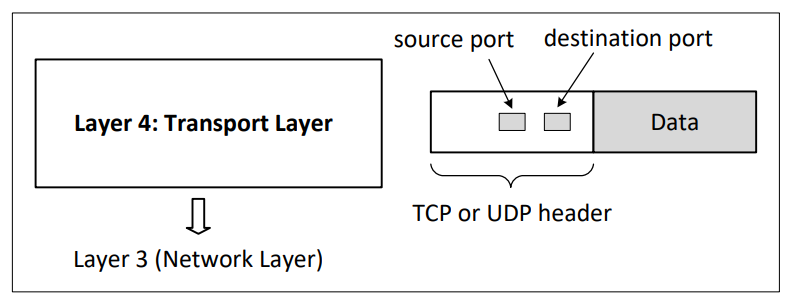 source port
destination port
Layer 4: Transport Layer
Data
TCP or UDP header
Layer 3 (Network Layer)